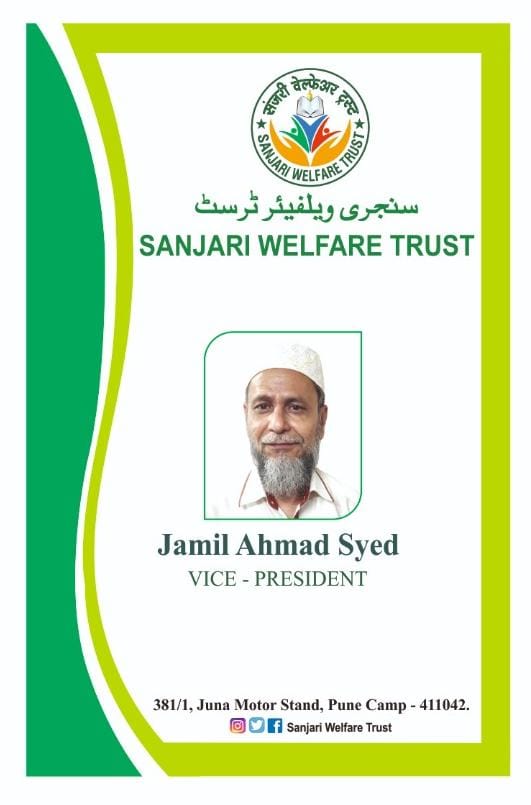 संजरी वेल्फेअर ट्रस्ट
SANJARI WELFARE TRUST
سنجری ویلفیئر ٹرسٹ
SANJARI WELFARE TRUST
Jamil Ahmad Syed
VICE - PRESIDENT
381/1, Juna Motor Stand, Pune Camp - 411042.
Sanjari Welfare Trust